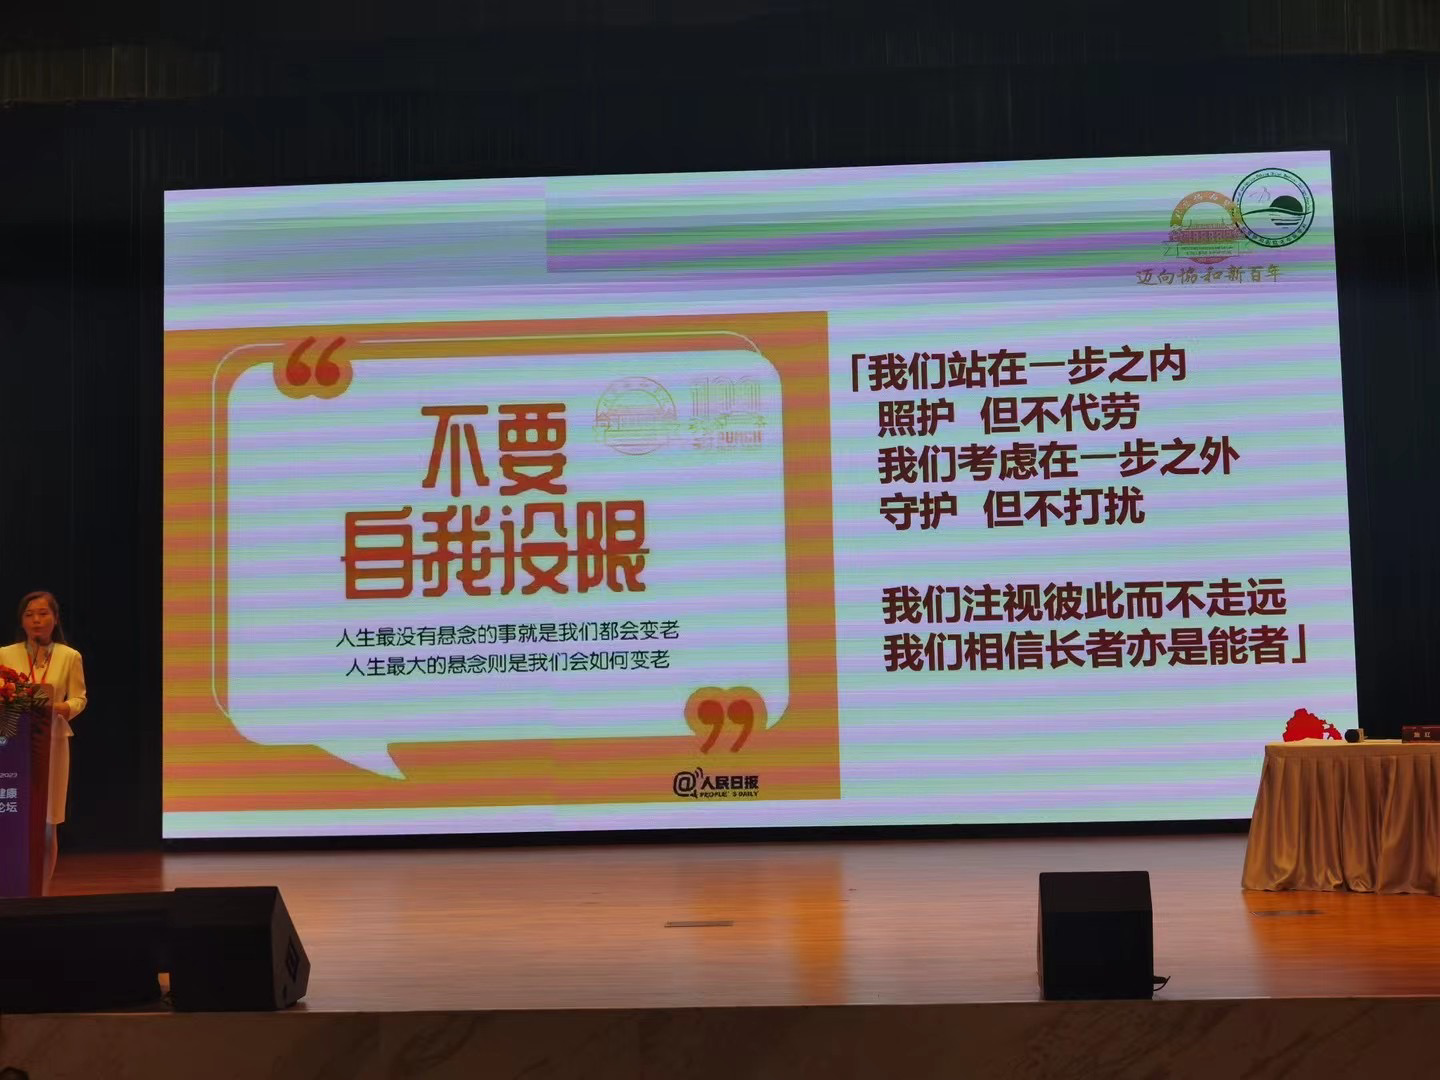 迈向协和新百年
不要
自我设限
人生最没有悬念的事就是我们都会变老
人生最大的悬念则是我们会如何变老
@人民日报
PEOPLE'S DAILY
「我们站在一步之内
照护 但不代劳
我们考虑在一步之外
守护 但不打扰
我们注视彼此而不走远
我们相信长者亦是能者」
2023
健康
论坛